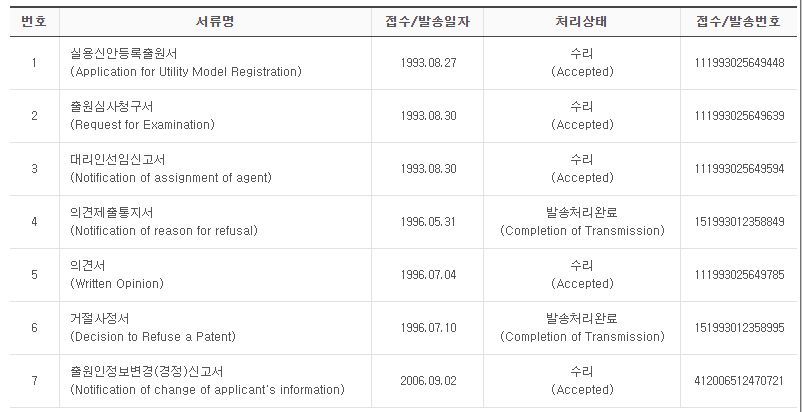 번호 서류명 접수/발송일자 처리상태 접수/발송번호
1 실용신안등록출원서 1993.08.27 수리 111993025649448
(Application for Utility Model Registration) (Accepted)
2 출원심사청구서 1993.08.30 수리 111993025649639
(Request for Examination) (Accepted)
3 대리인선임신고서 1993.08.30 수리 111993025649594
(Notification of assignment of agent) (Accepted)
4 의견제출통지서 1996.05.31 발송처리완료 151993012358849
(Notification of reason for refusal) (Completion of Transmission)
5 의견서 1996.07.04 수리 111993025649785
(Written Opinion) (Accepted)
6 거절사정서 1996.07.10 발송처리완료 151993012358995
(Decision to Refuse a Patent) (Completion of Transmission)
7 출원인정보변경(경정)신고서 2006.09.02 수리 412006512470721
(Notification of change of applicant's information) (Accepted)